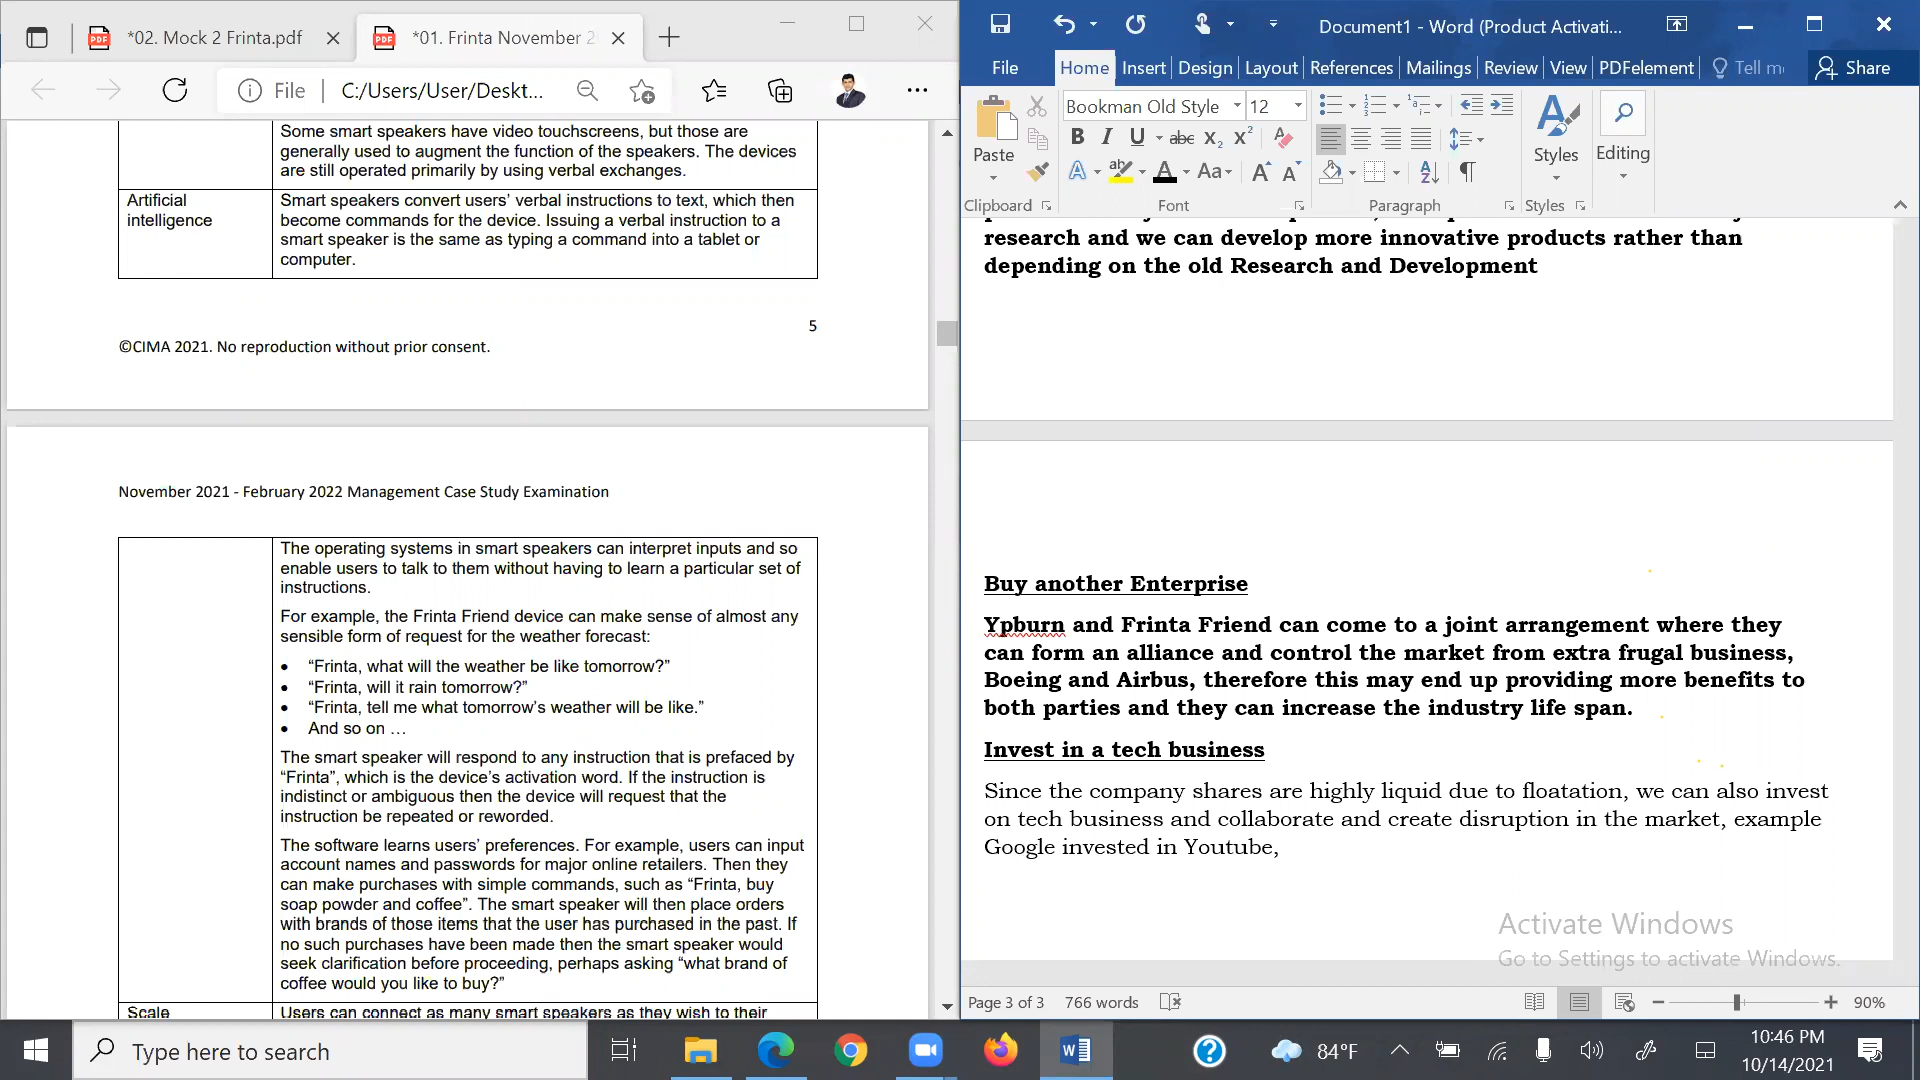 *02. Mock 2 Frinta.pdf
*01. Frinta November 2
File
C:/Users/User/Deskt...
Some smart speakers have video touchscreens, but those are
generally used to augment the function of the speakers. The devices
are still operated primarily by using verbal exchanges.
Artificial
intelligence
Smart speakers convert users’ verbal instructions to text, which then
become commands for the device. Issuing a verbal instruction to a
smart speaker is the same as typing a command into a tablet or
computer.
5
©CIMA 2021. No reproduction without prior consent.
November 2021 - February 2022 Management Case Study Examination
The operating systems in smart speakers can interpret inputs and so
enable users to talk to them without having to learn a particular set of
instructions.
For example, the Frinta Friend device can make sense of almost any
sensible form of request for the weather forecast:
• “Frinta, what will the weather be like tomorrow?”
• “Frinta, will it rain tomorrow?”
• “Frinta, tell me what tomorrow’s weather will be like.”
• And so on …
The smart speaker will respond to any instruction that is prefaced by
“Frinta”, which is the device’s activation word. If the instruction is
indistinct or ambiguous then the device will request that the
instruction be repeated or reworded.
The software learns users’ preferences. For example, users can input
account names and passwords for major online retailers. Then they
can make purchases with simple commands, such as “Frinta, buy
soap powder and coffee”. The smart speaker will then place orders
with brands of those items that the user has purchased in the past. If
no such purchases have been made then the smart speaker would
seek clarification before proceeding, perhaps asking “what brand of
coffee would you like to buy?”
Scale
Users can connect as many smart speakers as they wish to their
Document1 - Word (Product Activati...
File Home Insert Design Layout References Mailings Review View PDFelement Tell m Share
Bookman Old Style 12
Paste
B I U abc X₂ X²
A ab A Aa A A
Styles
Editing
Clipboard Font Paragraph Styles
research and we can develop more innovative products rather than
depending on the old Research and Development
Buy another Enterprise
Ypburn and Frinta Friend can come to a joint arrangement where they
can form an alliance and control the market from extra frugal business,
Boeing and Airbus, therefore this may end up providing more benefits to
both parties and they can increase the industry life span.
Invest in a tech business
Since the company shares are highly liquid due to floatation, we can also invest
on tech business and collaborate and create disruption in the market, example
Google invested in Youtube,
Activate Windows
Go to Settings to activate Windows.
Page 3 of 3 766 words 90%
Type here to search
84°F
10:46 PM
10/14/2021